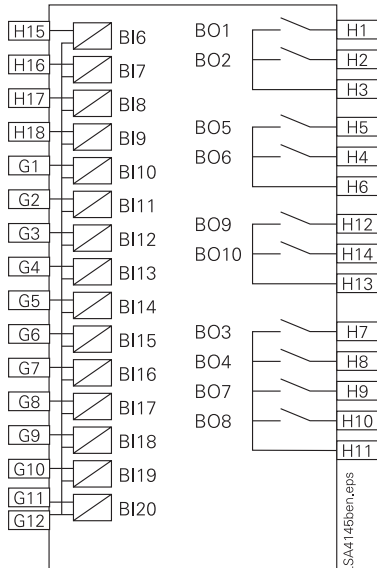 H15 BI6 BO1 H1
H16 BI7 BO2 H2
H17 BI8 H3
H18 BI9 BO5 H5
G1 BI10 BO6 H4
G2 BI11 H6
G3 BI12 BO9 H12
G4 BI13 BO10 H14
G5 BI14 H13
G6 BI15 BO3 H7
G7 BI16 BO4 H8
G8 BI17 BO7 H9
G9 BI18 BO8 H10
G10 BI19 H11
G11 BI20
G12
LSA4145ben.eps